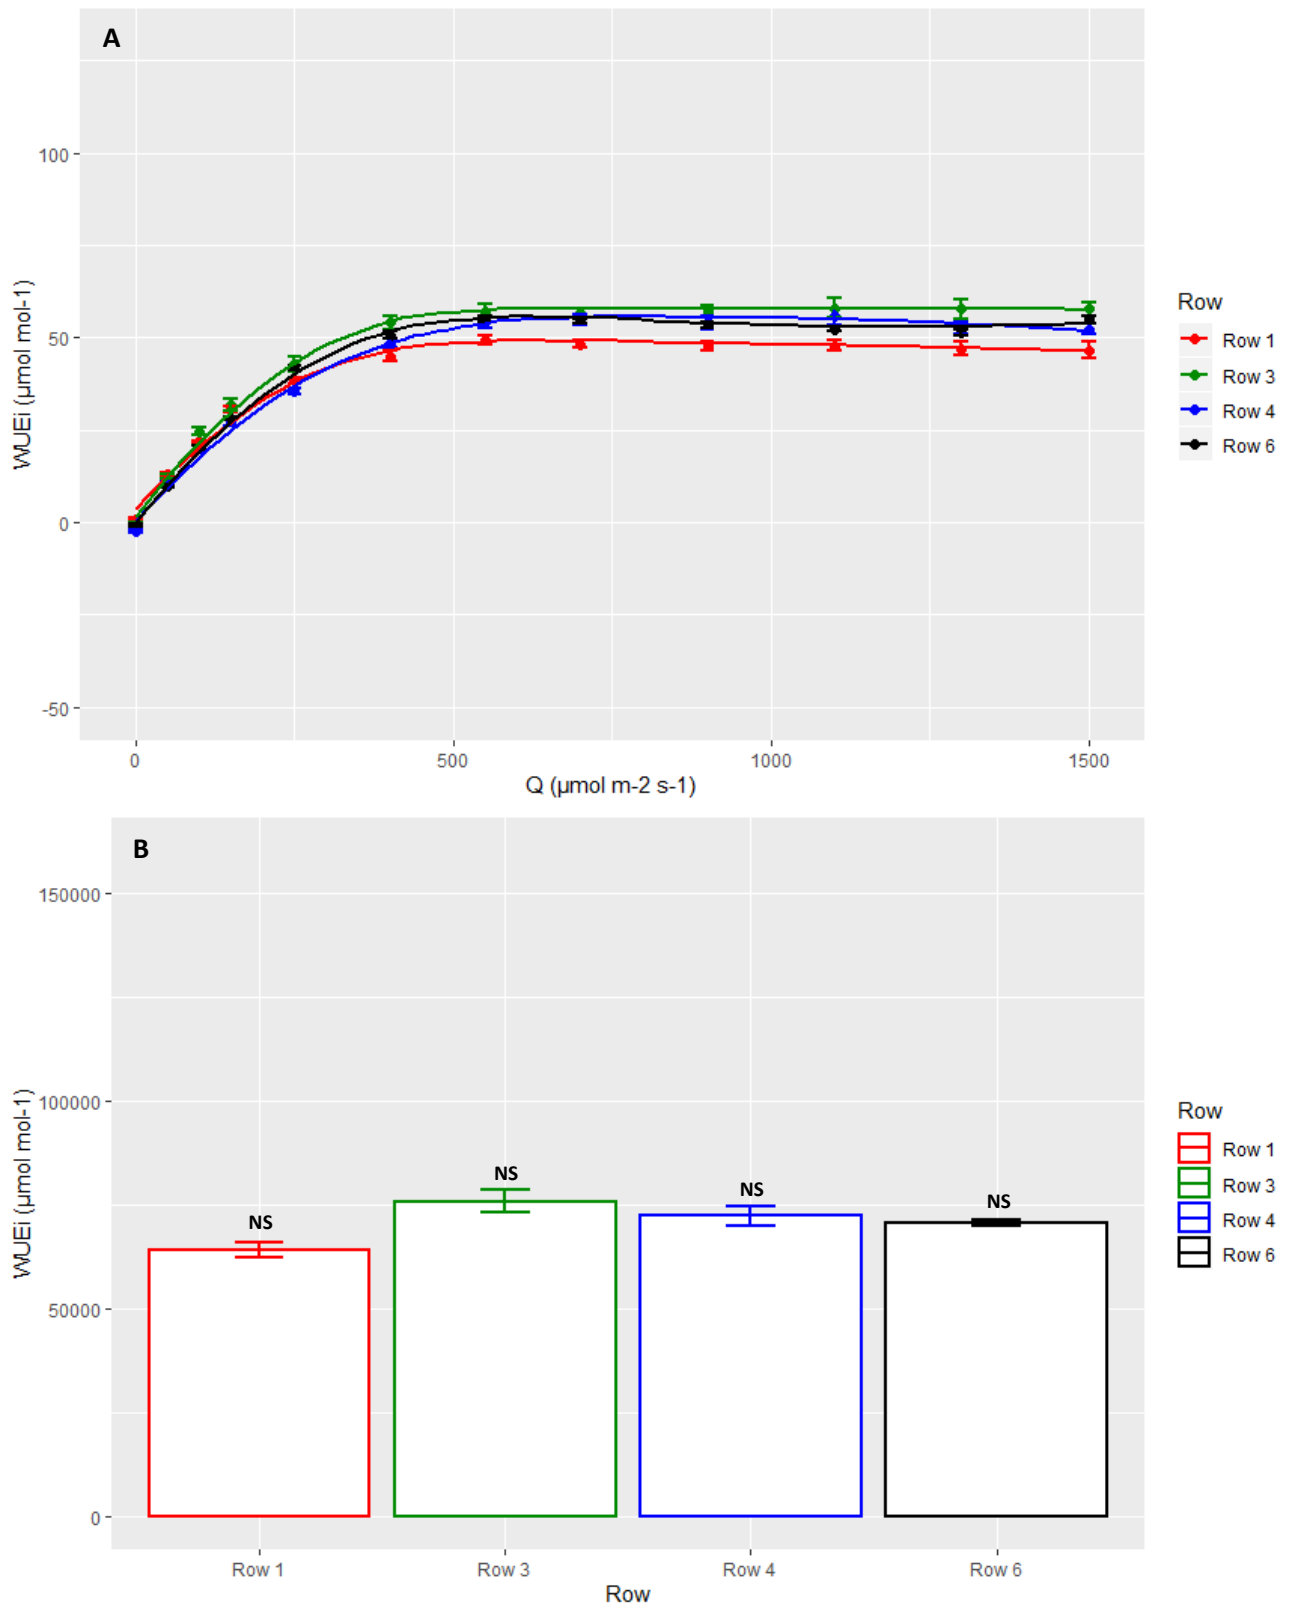 A
100
50
0
-50
WUEi (µmol mol-1)
0 500 1000 1500
Q (µmol m-2 s-1)
Row
Row 1
Row 3
Row 4
Row 6
B
150000
100000
50000
0
WUEi (µmol mol-1)
NS NS NS NS
Row 1 Row 3 Row 4 Row 6
Row
Row
Row 1
Row 3
Row 4
Row 6